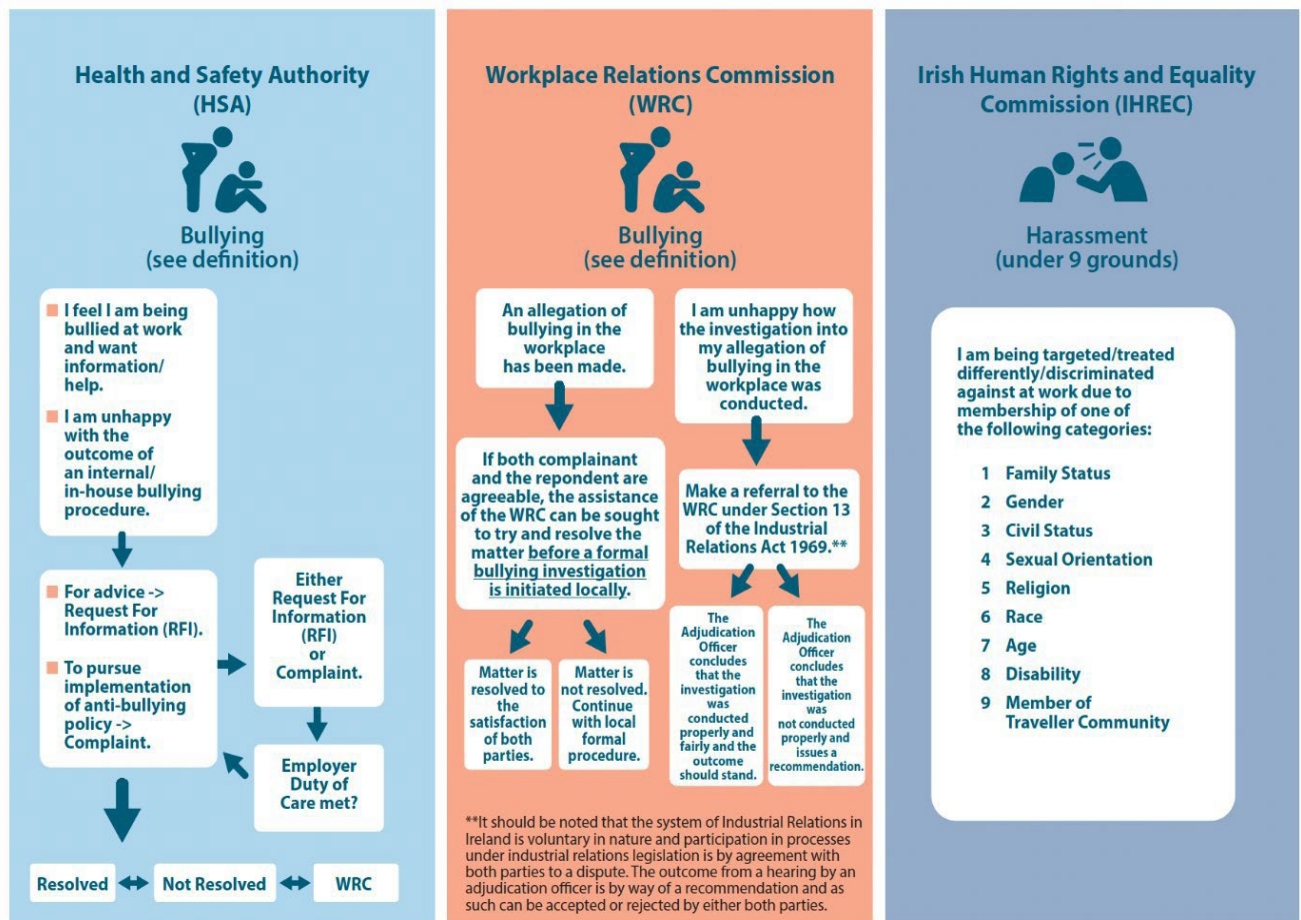 Health and Safety Authority
(HSA)
Bullying
(see definition)
I feel I am being
bullied at work
and want
information/
help.
I am unhappy
with the
outcome of
an internal/
in-house bullying
procedure.
For advice ->
Request For
Information (RFI).
To pursue
implementation
of anti-bullying
policy ->
Complaint.
Either
Request For
Information
(RFI)
or
Complaint.
Employer
Duty of
Care met?
Resolved
Not Resolved
WRC
Workplace Relations Commission
(WRC)
Bullying
(see definition)
An allegation of
bullying in the
workplace
has been made.
If both complainant
and the repondent are
agreeable, the assistance
of the WRC can be sought
to try and resolve the
matter before a formal
bullying investigation
is initiated locally.
Matter is
resolved to
the
satisfaction
of both
parties.
Matter is
not resolved.
Continue
with local
formal
procedure.
I am unhappy how
the investigation into
my allegation of
bullying in the
workplace was
conducted.
Make a referral to the
WRC under Section 13
of the Industrial
Relations Act 1969.**
The
Adjudication
Officer
concludes
that the
investigation
was
conducted
properly and
fairly and the
outcome
should stand.
The
Adjudication
Officer
concludes
that the
investigation
was
not conducted
properly and
issues a
recommendation.
**It should be noted that the system of Industrial Relations in
Ireland is voluntary in nature and participation in processes
under industrial relations legislation is by agreement with
both parties to a dispute. The outcome from a hearing by an
adjudication officer is by way of a recommendation and as
such can be accepted or rejected by either both parties.
Irish Human Rights and Equality
Commission (IHREC)
Harassment
(under 9 grounds)
I am being targeted/treated
differently/discriminated
against at work due to
membership of one of
the following categories:
1 Family Status
2 Gender
3 Civil Status
4 Sexual Orientation
5 Religion
6 Race
7 Age
8 Disability
9 Member of
Traveller Community